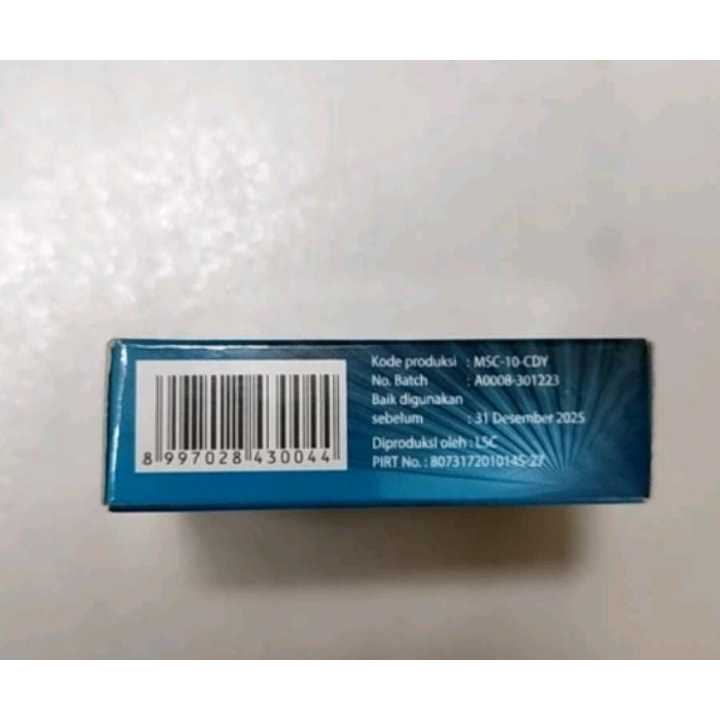 Kode produksi : MSC-10-CDY
No. Batch : A0008-301223
Baik digunakan
sebelum : 31 Desember 2025
Diproduksi oleh : LSC
PIRT No. : 8073172010145-27
8 997028 430044